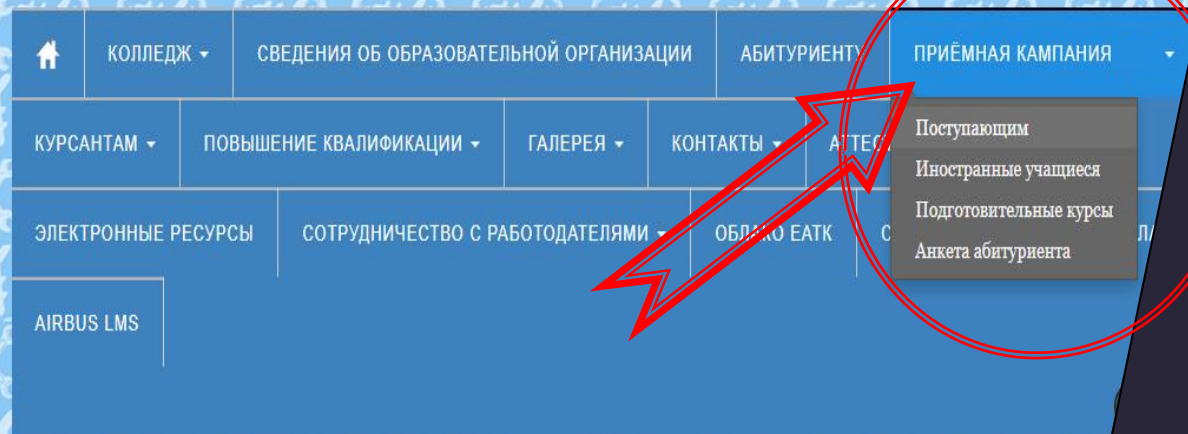 КОЛЛЕДЖ
СВЕДЕНИЯ ОБ ОБРАЗОВАТЕЛЬНОЙ ОРГАНИЗАЦИИ
АБИТУРИЕНТУ
ПРИЁМНАЯ КАМПАНИЯ
КУРСАНТАМ
ПОВЫШЕНИЕ КВАЛИФИКАЦИИ
ГАЛЕРЕЯ
КОНТАКТЫ
Поступающим
Иностранные учащиеся
Подготовительные курсы
Анкета абитуриента
ЭЛЕКТРОННЫЕ РЕСУРСЫ
СОТРУДНИЧЕСТВО С РАБОТОДАТЕЛЯМИ
ОБЛАКО ЕАТК
AIRBUS LMS